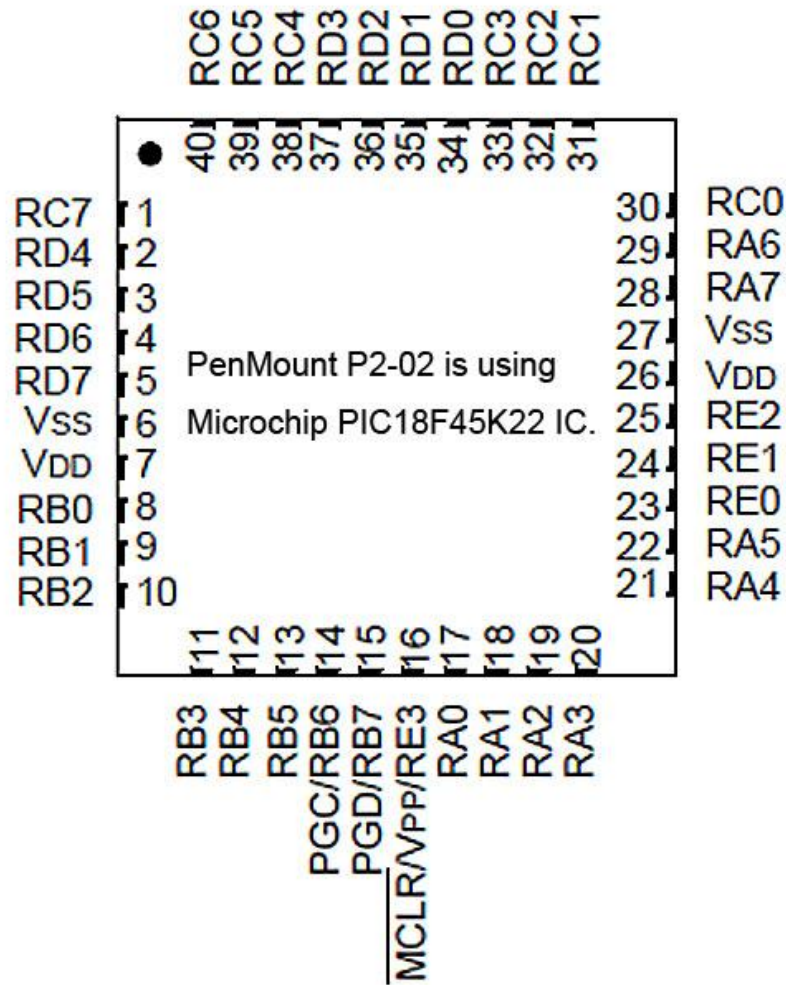 RC6
RC5
RC4
RD3
RD2
RD1
RD0
RC3
RC2
RC1
40
39
38
37
36
35
34
33
32
31
RC7 1
RD4 2
RD5 3
RD6 4
RD7 5
VSS 6
VDD 7
RB0 8
RB1 9
RB2 10
PenMount P2-02 is using
Microchip PIC18F45K22 IC.
30 RC0
29 RA6
28 RA7
27 VSS
26 VDD
25 RE2
24 RE1
23 RE0
22 RA5
21 RA4
11
12
13
14
15
16
17
18
19
20
RB3
RB4
RB5
PGC/RB6
PGD/RB7
MCLR/VPP/RE3
RA0
RA1
RA2
RA3